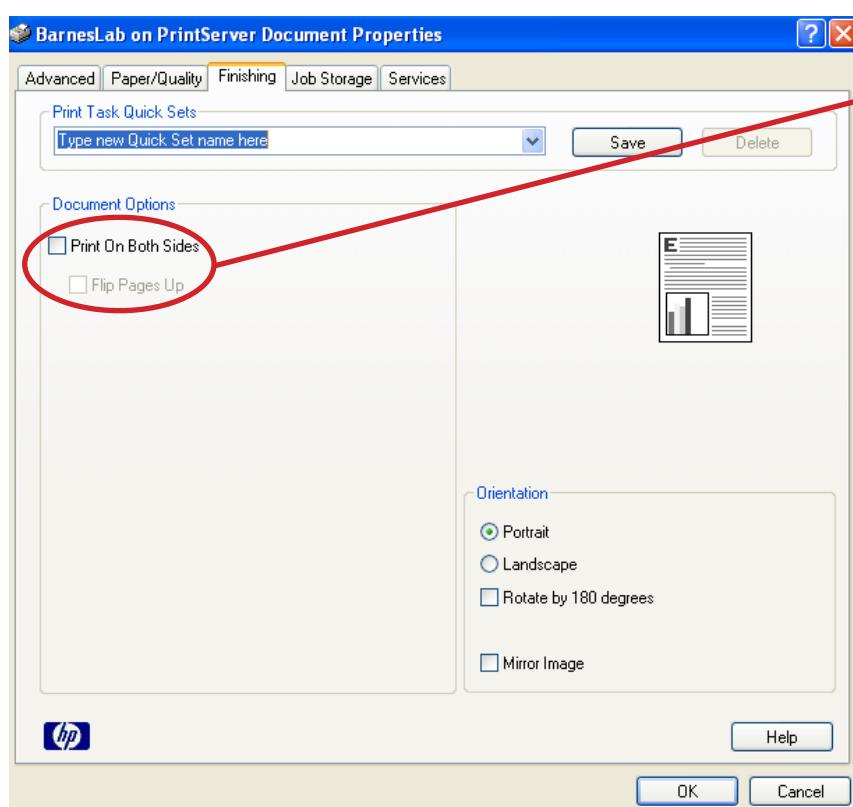 BarnesLab on PrintServer Document Properties
Advanced Paper/Quality Finishing Job Storage Services
Print Task Quick Sets
Type new Quick Set name here Save Delete
Document Options
Print On Both Sides
Flip Pages Up
E
Orientation
Portrait
Landscape
Rotate by 180 degrees
Mirror Image
hp Help
OK Cancel